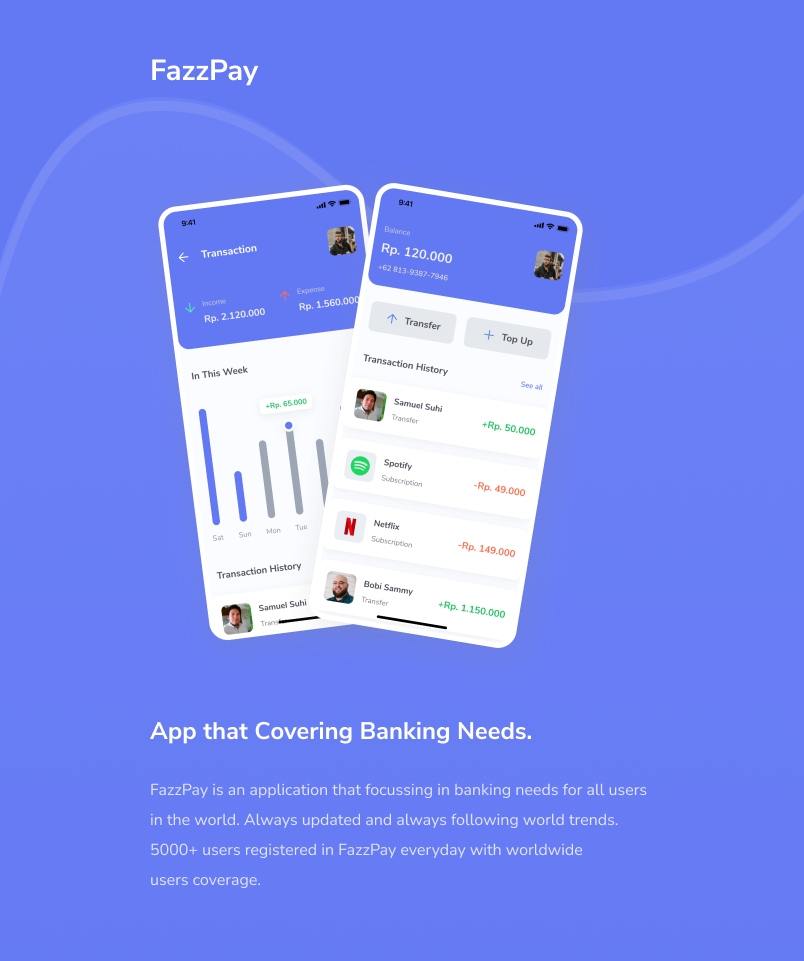 FazzPay
9:41
Transaction
Income
Rp. 2.120.000
Expense
Rp. 1.560.000
In This Week
+Rp. 65.000
Sat
Sun
Mon
Tue
Transaction History
Samuel Suhi
9:41
Balance
Rp. 120.000
+62 813-9387-7946
Transfer
Top Up
Transaction History
See all
Samuel Suhi
Transfer
+Rp. 50.000
Spotify
Subscription
-Rp. 49.000
Netflix
Subscription
-Rp. 149.000
Bobi Sammy
Transfer
+Rp. 1.150.000
App that Covering Banking Needs.
FazzPay is an application that focussing in banking needs for all users
in the world. Always updated and always following world trends.
5000+ users registered in FazzPay everyday with worldwide
users coverage.